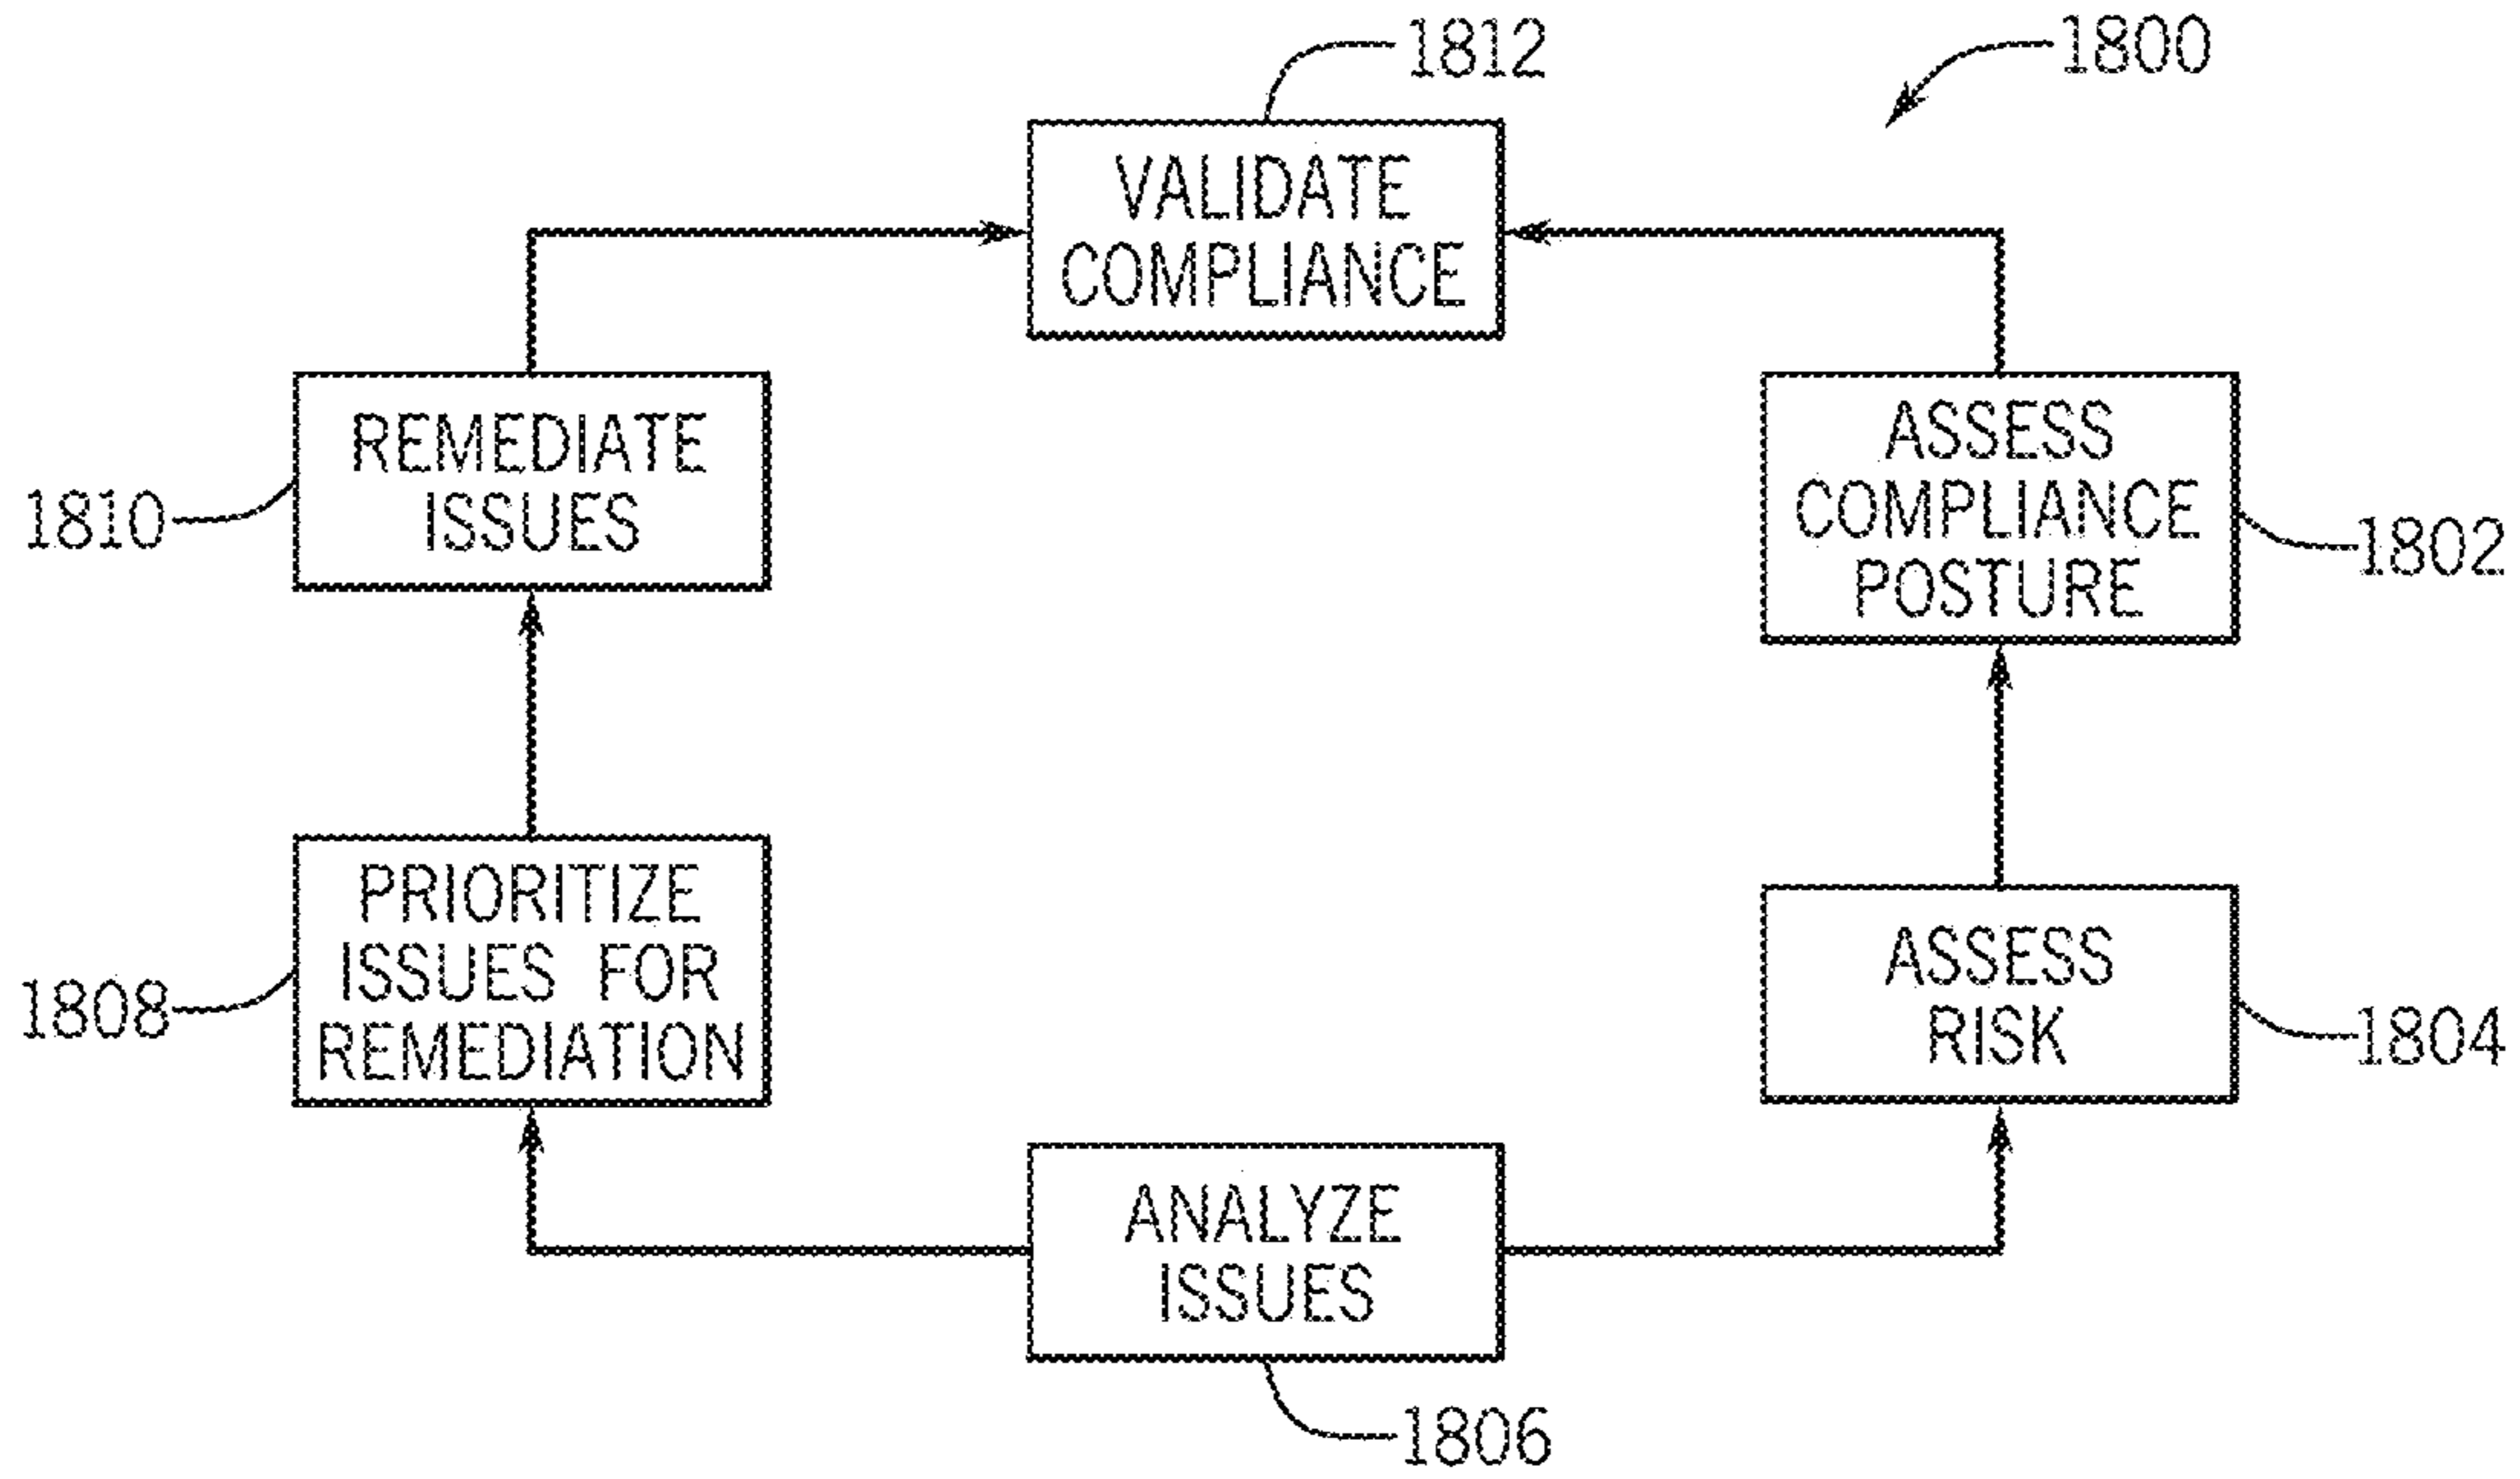 1812
1800
VALIDATE
COMPLIANCE
REMEDIATE
ISSUES
1810
ASSESS
COMPLIANCE
POSTURE
1802
PRIORITIZE
ISSUES FOR
REMEDIATION
1808
ASSESS
RISK
1804
ANALYZE
ISSUES
1806